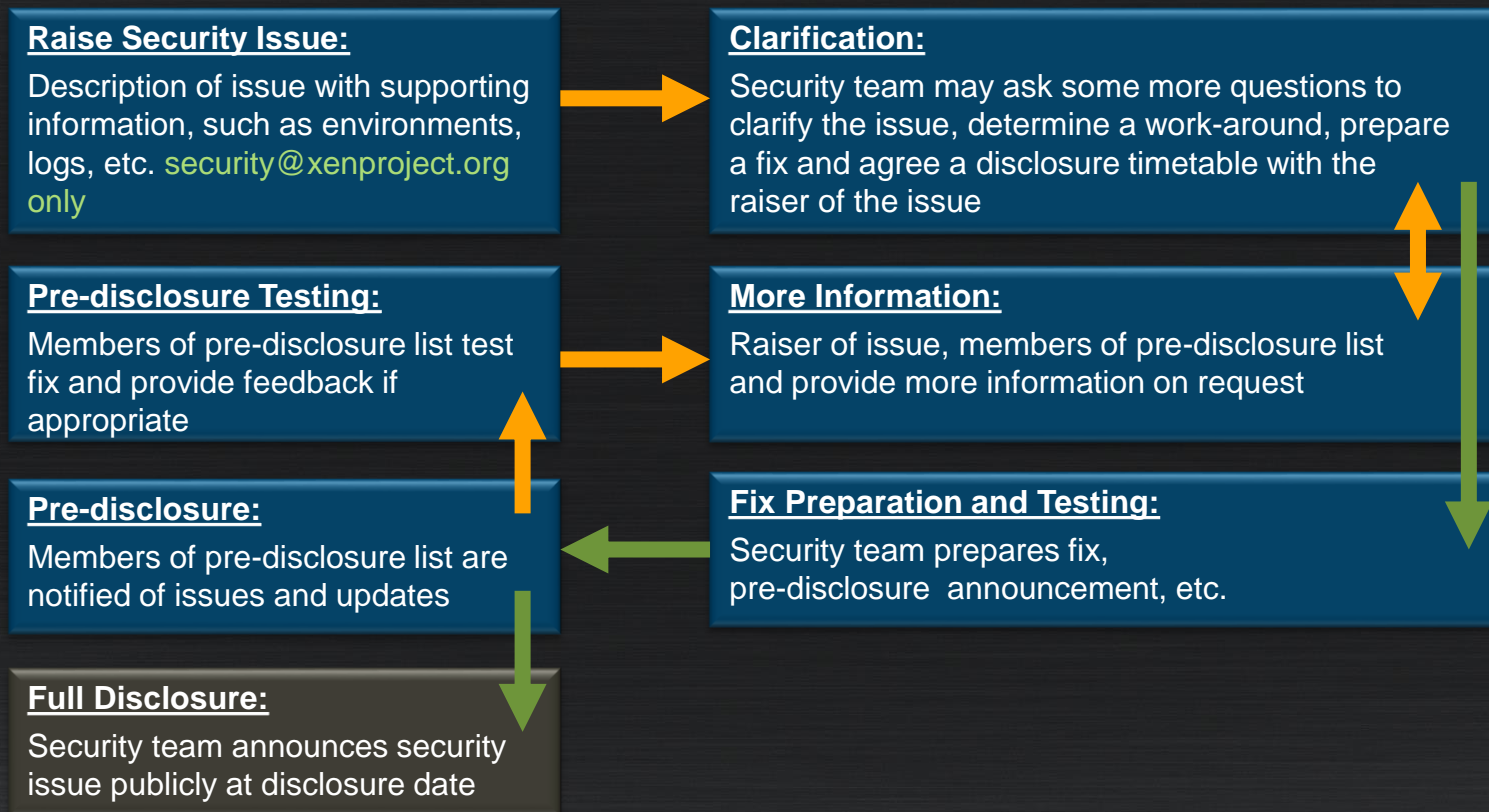 Raise Security Issue:
Description of issue with supporting
information, such as environments,
logs, etc. security@xenproject.org
only
Clarification:
Security team may ask some more questions to
clarify the issue, determine a work-around, prepare
a fix and agree a disclosure timetable with the
raiser of the issue
Pre-disclosure Testing:
Members of pre-disclosure list test
fix and provide feedback if
appropriate
More Information:
Raiser of issue, members of pre-disclosure list
and provide more information on request
Pre-disclosure:
Members of pre-disclosure list are
notified of issues and updates
Fix Preparation and Testing:
Security team prepares fix,
pre-disclosure  announcement, etc.
Full Disclosure:
Security team announces security
issue publicly at disclosure date